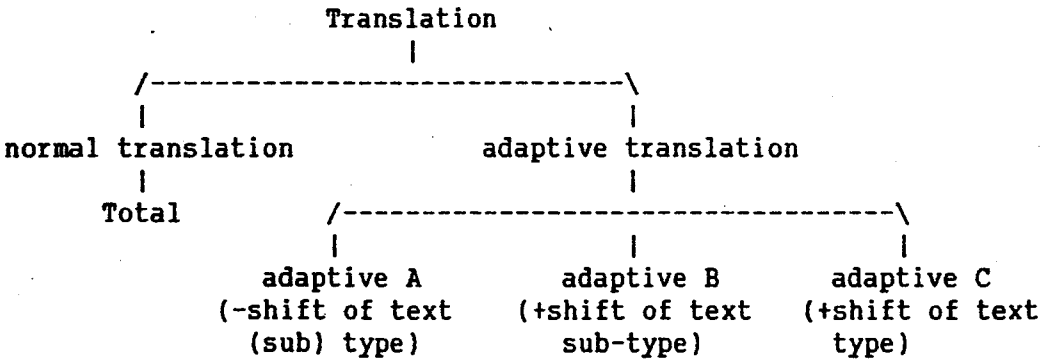 Translation
|
/-----------------------------\
| |
normal translation adaptive translation
| |
Total /----------------------------------\
| | |
adaptive A adaptive B adaptive C
(-shift of text (+shift of text (+shift of text
(sub) type) sub-type) type)